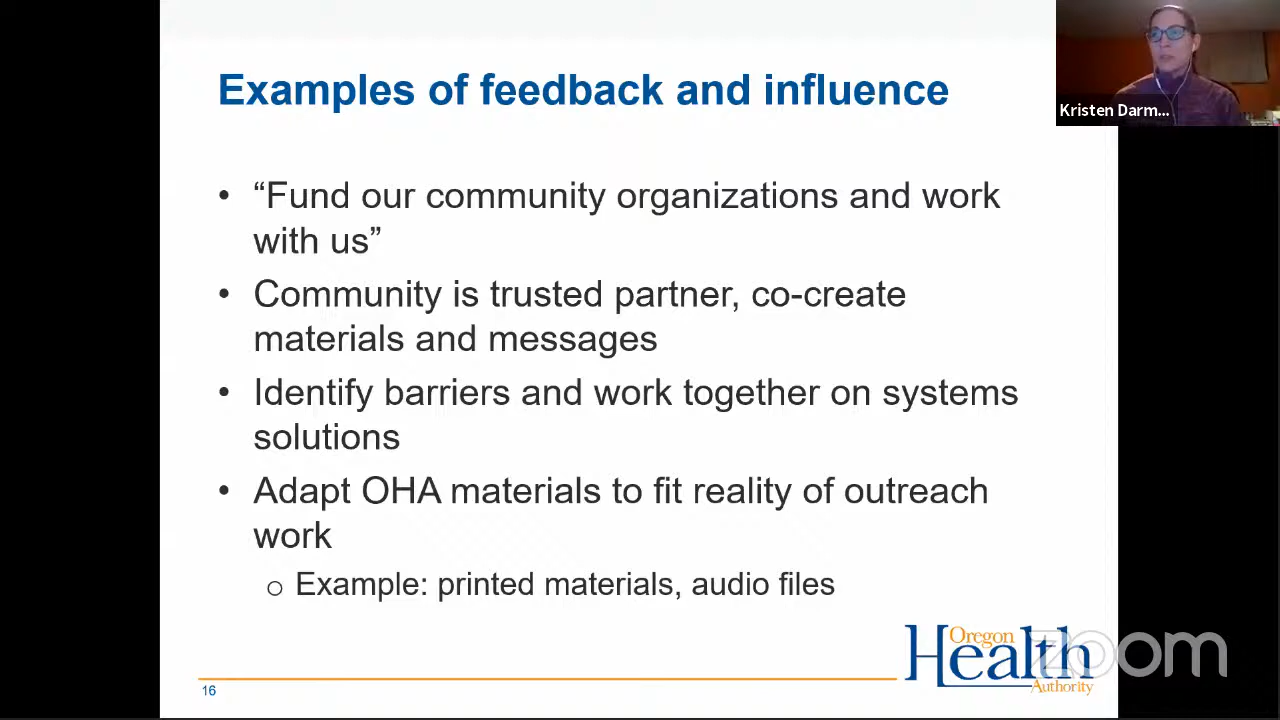 Examples of feedback and influence
Kristen Darm...
• “Fund our community organizations and work
with us”
• Community is trusted partner, co-create
materials and messages
• Identify barriers and work together on systems
solutions
• Adapt OHA materials to fit reality of outreach
work
o Example: printed materials, audio files
Oregon
Health
Authority
zoom
16